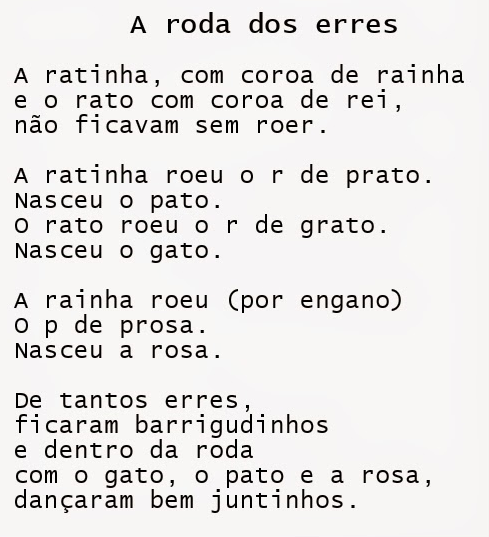 A roda dos erres
A ratinha, com coroa de rainha
e o rato com coroa de rei,
não ficavam sem roer.
A ratinha roeu o r de prato.
Nasceu o pato.
O rato roeu o r de grato.
Nasceu o gato.
A rainha roeu (por engano)
O p de prosa.
Nasceu a rosa.
De tantos erres,
ficaram barrigudinhos
e dentro da roda
com o gato, o pato e a rosa,
dançaram bem juntinhos.